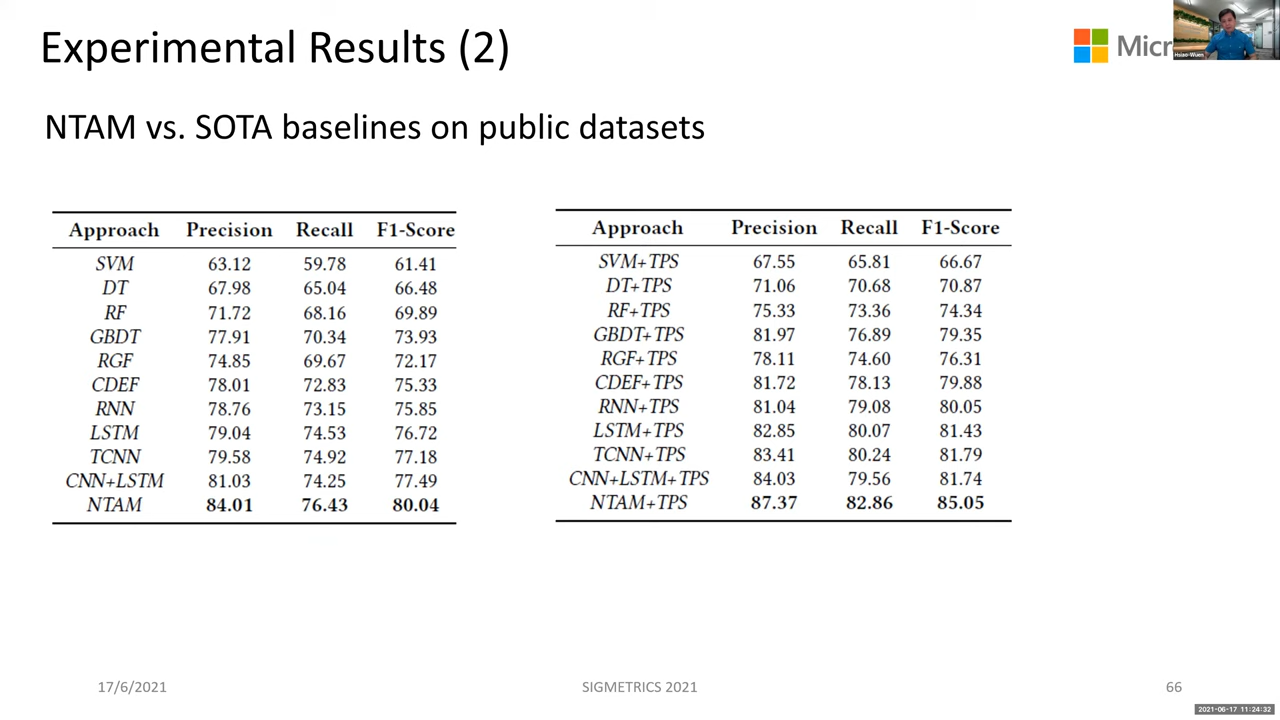 Experimental Results (2)
Micr
Hsiao-Wuen
NTAM vs. SOTA baselines on public datasets
Approach Precision Recall F1-Score
SVM 63.12 59.78 61.41
DT 67.98 65.04 66.48
RF 71.72 68.16 69.89
GBDT 77.91 70.34 73.93
RGF 74.85 69.67 72.17
CDEF 78.01 72.83 75.33
RNN 78.76 73.15 75.85
LSTM 79.04 74.53 76.72
TCNN 79.58 74.92 77.18
CNN+LSTM 81.03 74.25 77.49
NTAM 84.01 76.43 80.04
Approach Precision Recall F1-Score
SVM+TPS 67.55 65.81 66.67
DT+TPS 71.06 70.68 70.87
RF+TPS 75.33 73.36 74.34
GBDT+TPS 81.97 76.89 79.35
RGF+TPS 78.11 74.60 76.31
CDEF+TPS 81.72 78.13 79.88
RNN+TPS 81.04 79.08 80.05
LSTM+TPS 82.85 80.07 81.43
TCNN+TPS 83.41 80.24 81.79
CNN+LSTM+TPS 84.03 79.56 81.74
NTAM+TPS 87.37 82.86 85.05
17/6/2021
SIGMETRICS 2021
66
2021-06-17 11:24:32